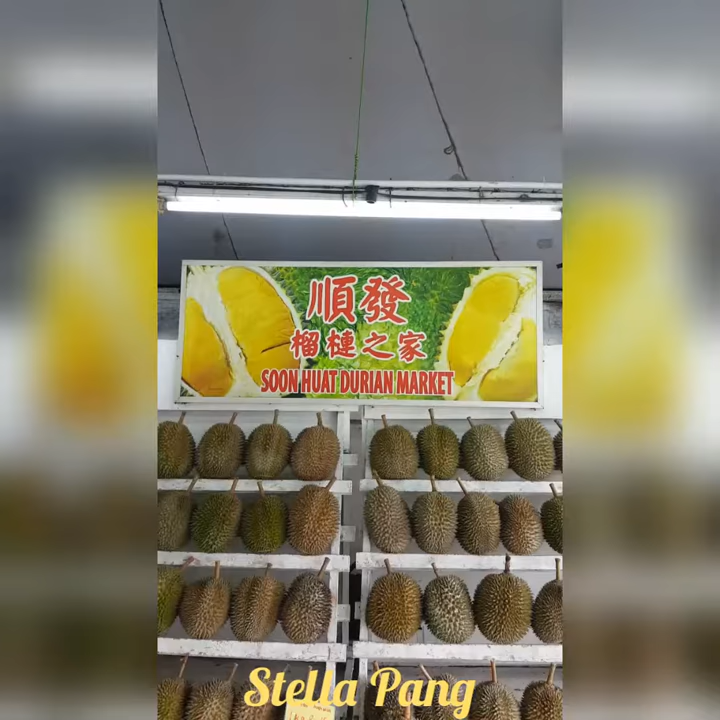 順發
榴槤之家
SOON HUAT DURIAN MARKET
Stella Pang